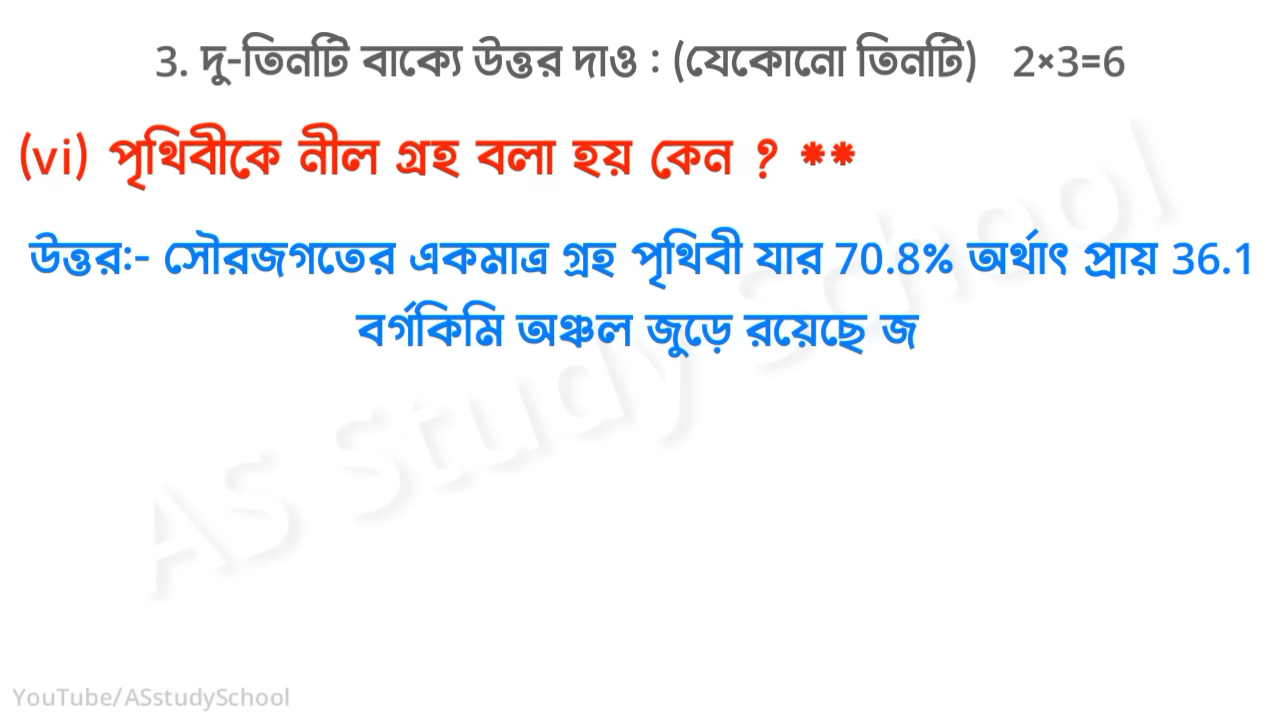 3. দু-তিনটি বাক্যে উত্তর দাও : (যেকোনো তিনটি) 2×3=6
(vi) পৃথিবীকে নীল গ্রহ বলা হয় কেন ? **
উত্তরঃ- সৌরজগতের একমাত্র গ্রহ পৃথিবী যার 70.8% অর্থাৎ প্রায় 36.1
বর্গকিমি অঞ্চল জুড়ে রয়েছে জ
AS Study School
YouTube/ASstudySchool